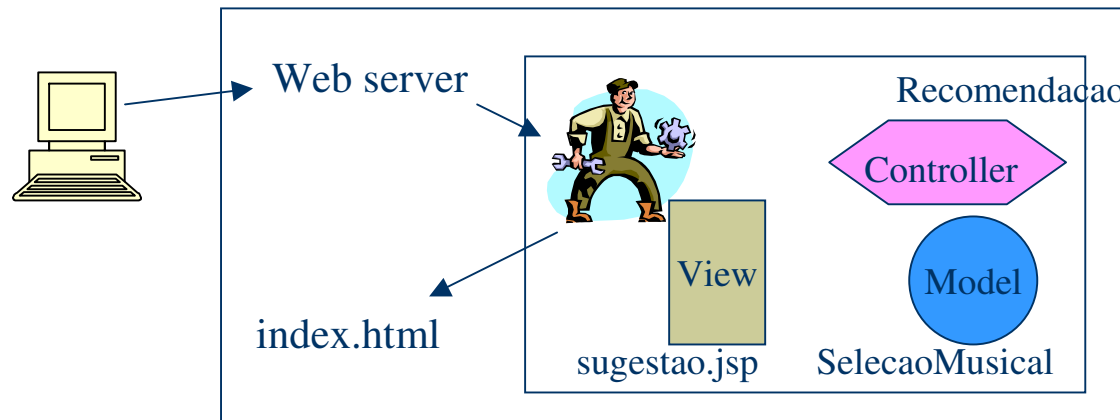 Web server
Recomendacao
Controller
View
Model
index.html
sugestao.jsp
SelecaoMusical